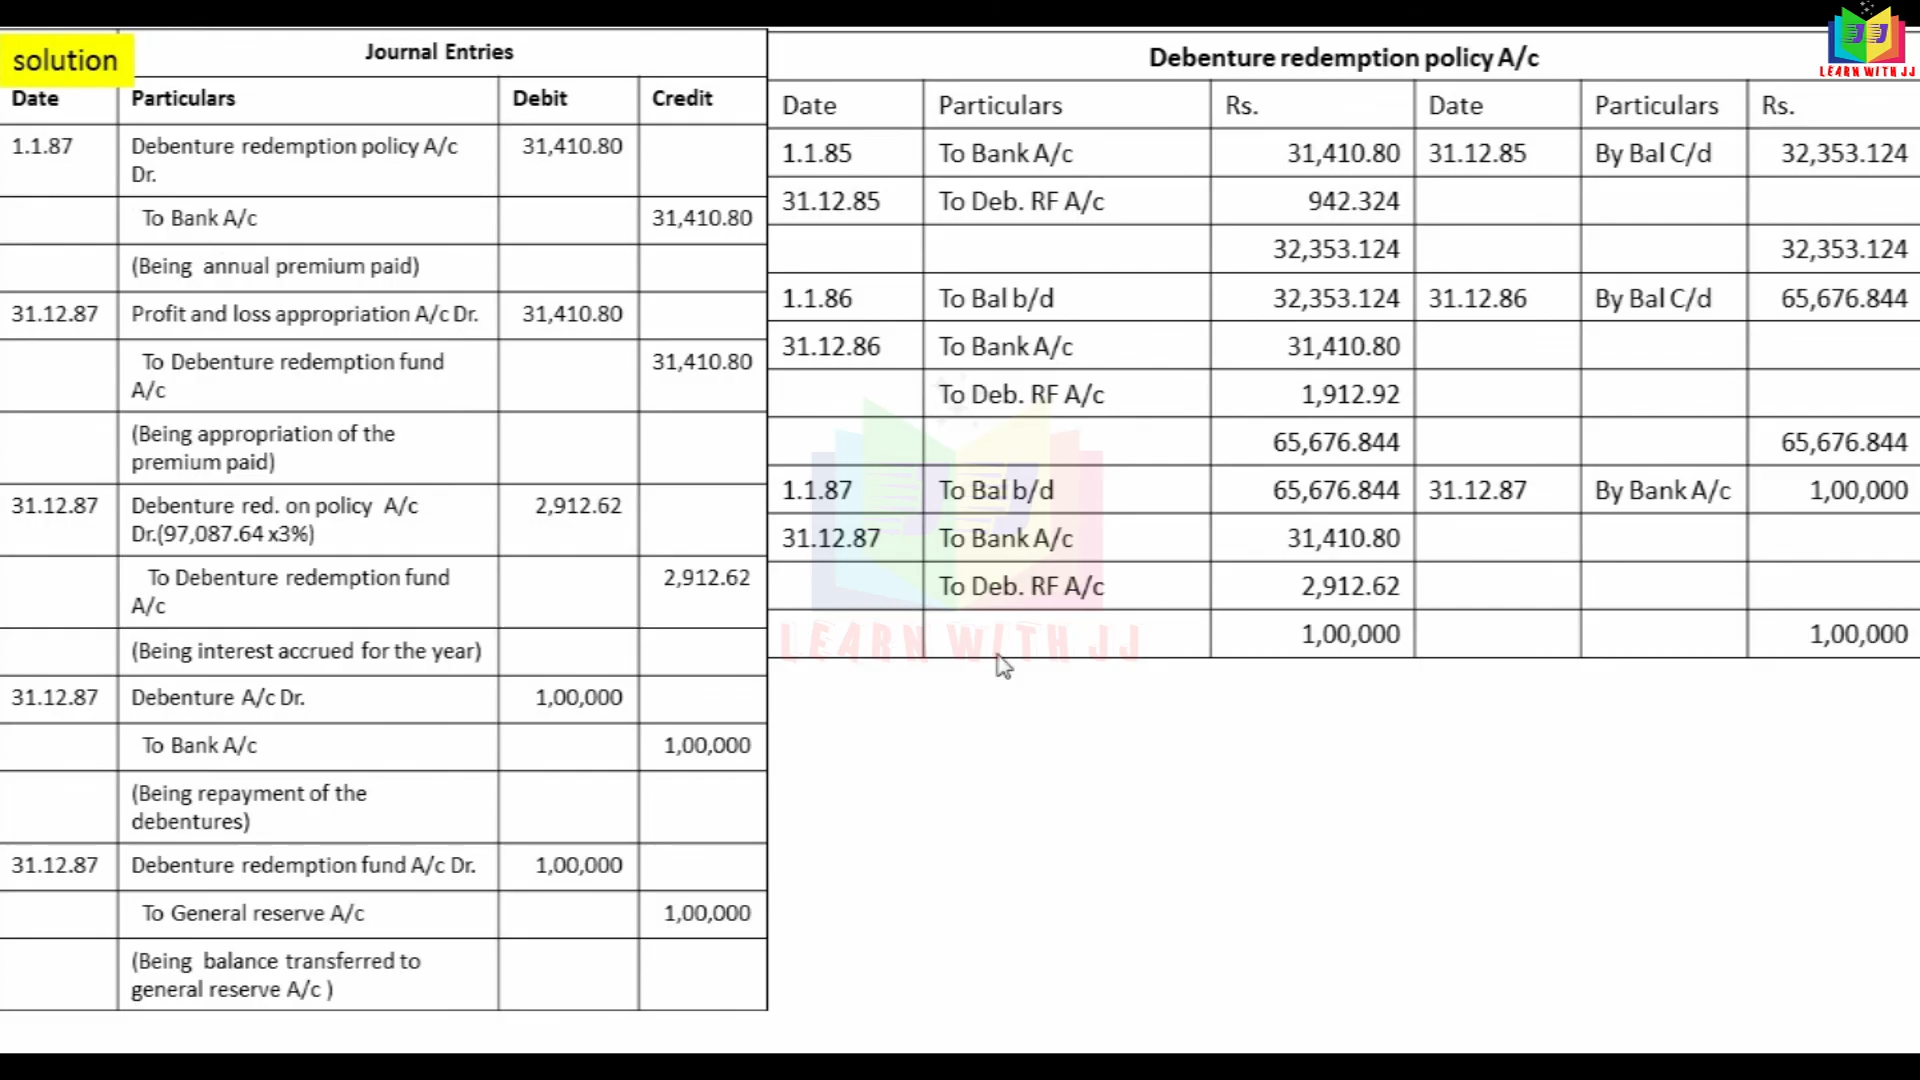 solution
Journal Entries
Date Particulars Debit Credit
1.1.87 Debenture redemption policy A/c 31,410.80
Dr.
To Bank A/c 31,410.80
(Being annual premium paid)
31.12.87 Profit and loss appropriation A/c Dr. 31,410.80
To Debenture redemption fund 31,410.80
A/c
(Being appropriation of the
premium paid)
31.12.87 Debenture red. on policy A/c 2,912.62
Dr.(97,087.64 x3%)
To Debenture redemption fund 2,912.62
A/c
(Being interest accrued for the year)
31.12.87 Debenture A/c Dr. 1,00,000
To Bank A/c 1,00,000
(Being repayment of the
debentures)
31.12.87 Debenture redemption fund A/c Dr. 1,00,000
To General reserve A/c 1,00,000
(Being balance transferred to
general reserve A/c )
Debenture redemption policy A/c
Date Particulars Rs. Date Particulars Rs.
1.1.85 To Bank A/c 31,410.80 31.12.85 By Bal C/d 32,353.124
31.12.85 To Deb. RF A/c 942.324
32,353.124 32,353.124
1.1.86 To Bal b/d 32,353.124 31.12.86 By Bal C/d 65,676.844
31.12.86 To Bank A/c 31,410.80
To Deb. RF A/c 1,912.92
65,676.844 65,676.844
1.1.87 To Bal b/d 65,676.844 31.12.87 By Bank A/c 1,00,000
31.12.87 To Bank A/c 31,410.80
To Deb. RF A/c 2,912.62
1,00,000 1,00,000
JJ
LEARN WITH JJ
JJ
LEARN WITH JJ